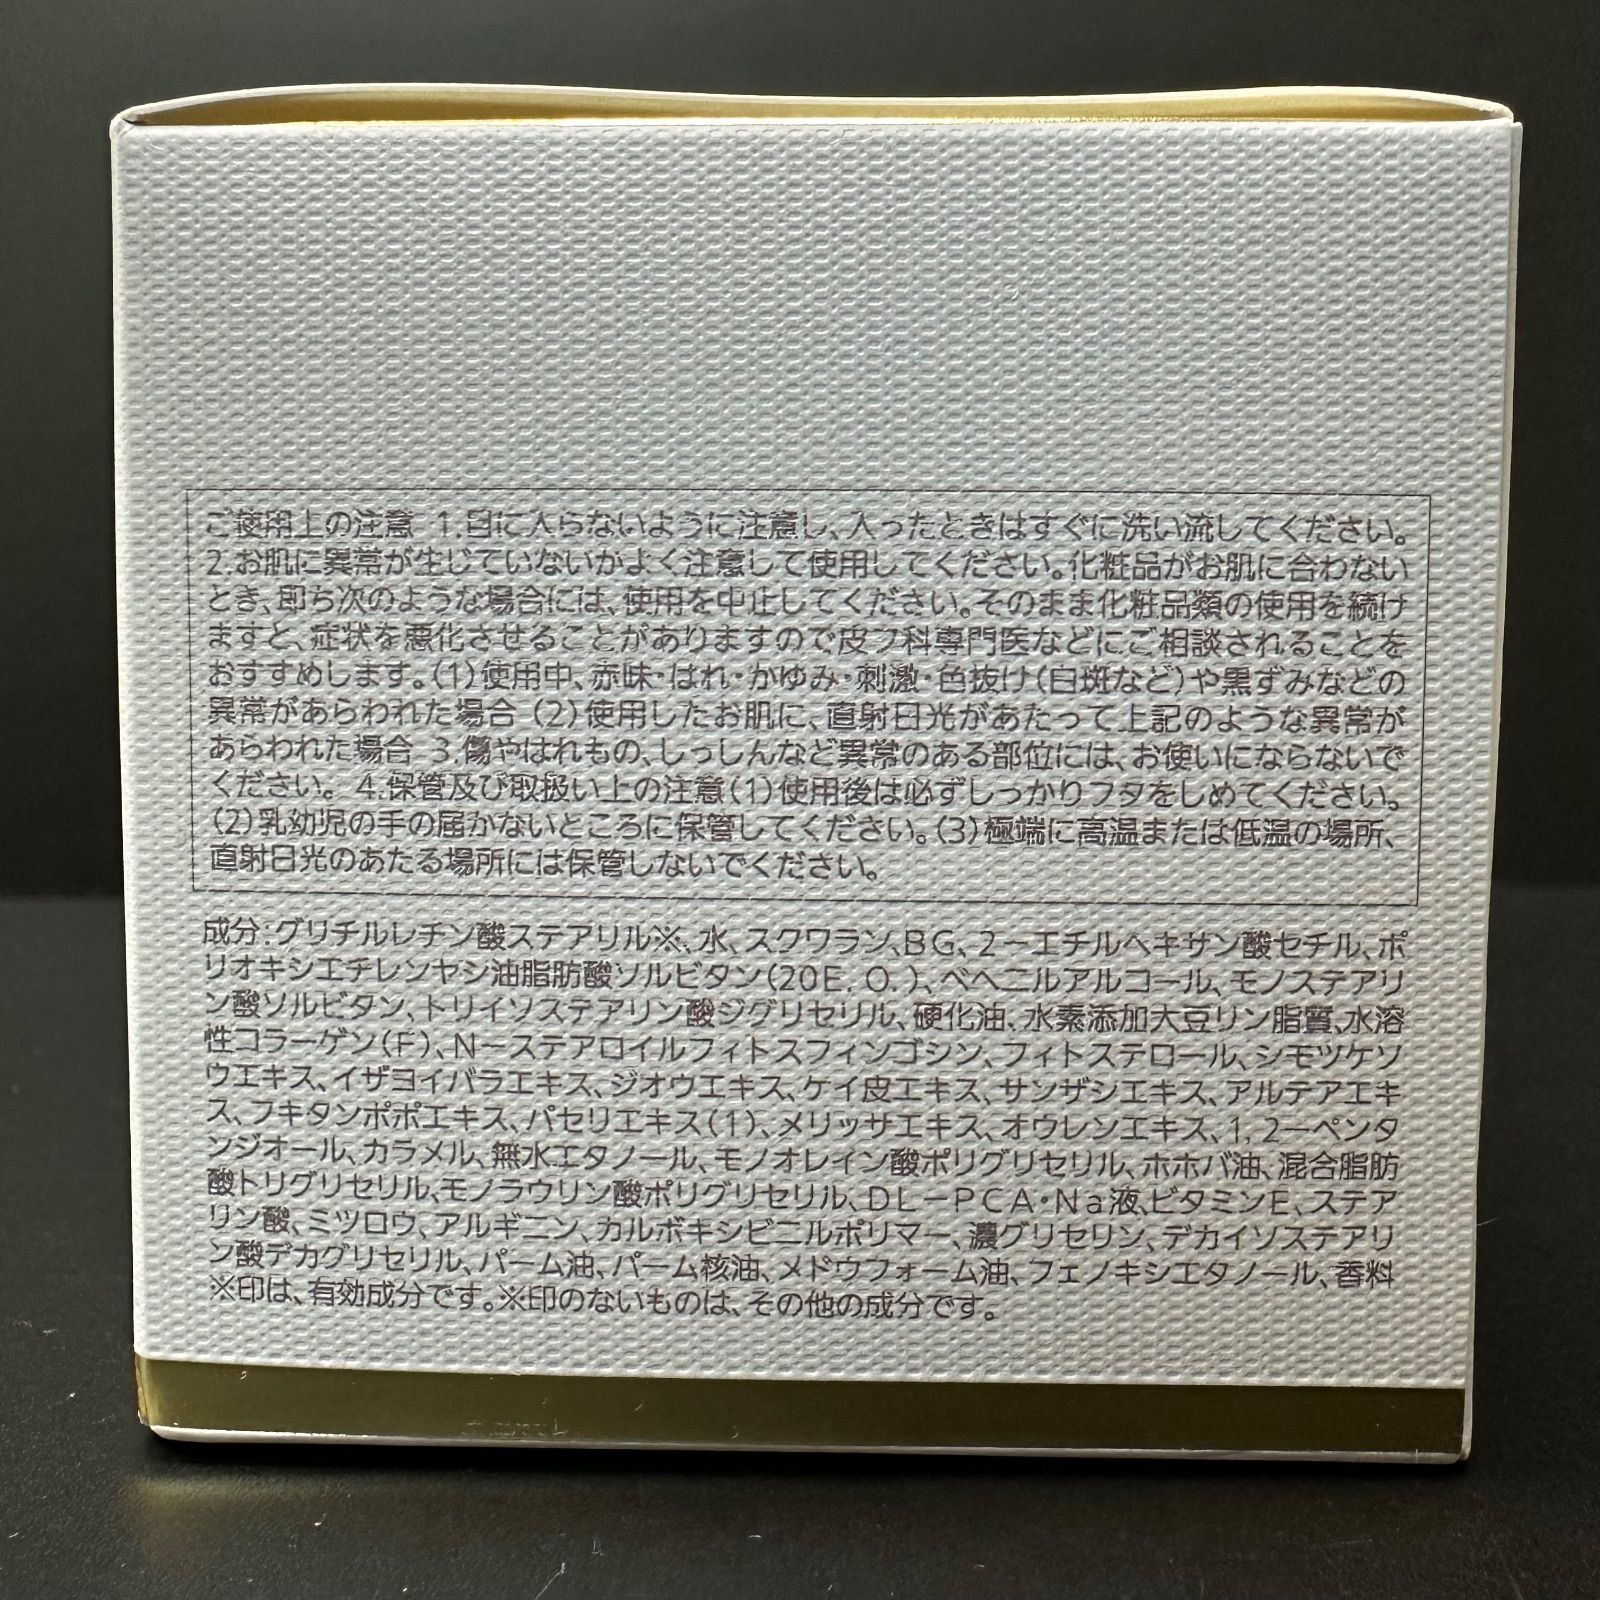 ご使用上の注意 1.目に入らないように注意し、入ったときはすぐに洗い流してください。
2.お肌に異常が生じていないかよく注意して使用してください。化粧品がお肌に合わない
とき、即ち次のような場合には、使用を中止してください。そのまま化粧品類の使用を続け
ますと、症状を悪化させることがありますので皮フ科専門医などにご相談されることを
おすすめします。(1)使用中、赤味・はれ・かゆみ・刺激・色抜け(白斑など)や黒ずみなどの
異常があらわれた場合 (2)使用したお肌に、直射日光があたって上記のような異常が
あらわれた場合 3.傷やはれもの、しっしんなど異常のある部位には、お使いにならないで
ください。 4.保管及び取扱い上の注意(1)使用後は必ずしっかりフタをしめてください。
(2)乳幼児の手の届かないところに保管してください。(3)極端に高温または低温の場所、
直射日光のあたる場所には保管しないでください。
成分:グリチルレチン酸ステアリル※、水、スクワラン、BG、2-エチルヘキサン酸セチル、ポ
リオキシエチレンヤシ油脂肪酸ソルビタン(20E.O.)、ベヘニルアルコール、モノステアリ
ン酸ソルビタン、トリイソステアリン酸ジグリセリル、硬化油、水素添加大豆リン脂質、水溶
性コラーゲン(F)、N-ステアロイルフィトスフィンゴシン、フィトステロール、シモツケソ
ウエキス、イザヨイバラエキス、ジオウエキス、ケイ皮エキス、サンザシエキス、アルテアエキ
ス、フキタンポポエキス、パセリエキス(1)、メリッサエキス、オウレンエキス、1,2-ペンタ
ンジオール、カラメル、無水エタノール、モノオレイン酸ポリグリセリル、ホホバ油、混合脂肪
酸トリグリセリル、モノラウリン酸ポリグリセリル、DL-PCA・Na液、ビタミンE、ステア
リン酸、ミツロウ、アルギニン、カルボキシビニルポリマー、濃グリセリン、デカイソステアリ
ン酸デカグリセリル、パーム油、パーム核油、メドウフォーム油、フェノキシエタノール、香料
※印は、有効成分です。※印のないものは、その他の成分です。